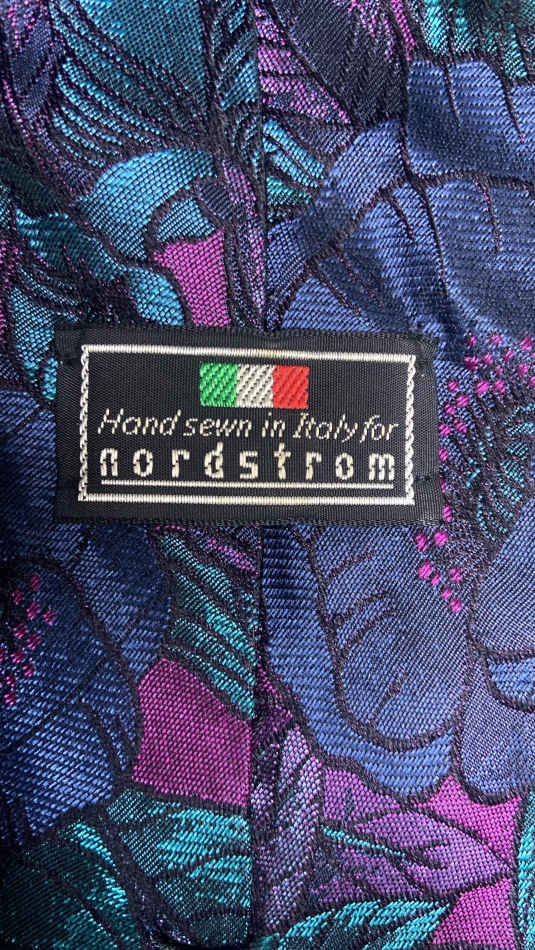 Hand sewn in Italy for
nordstrom